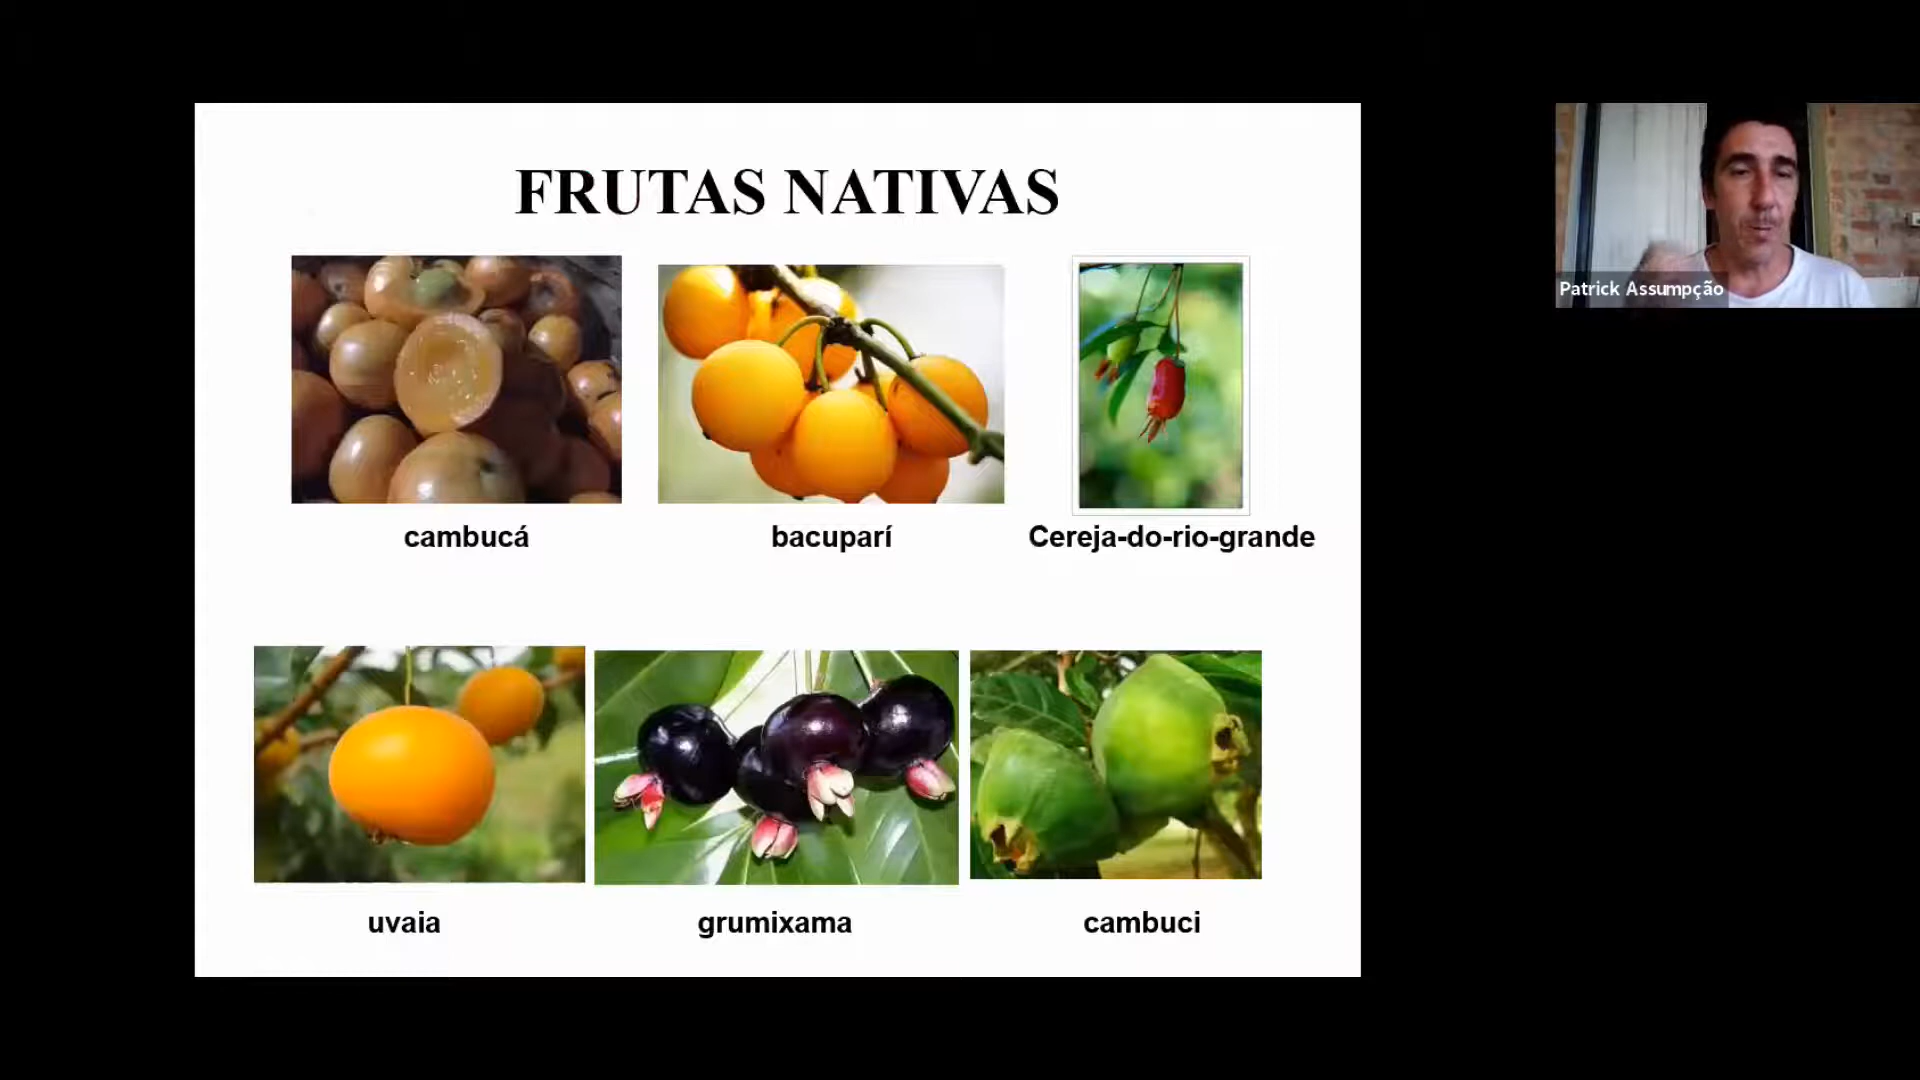 FRUTAS NATIVAS
Patrick Assumpção
cambucá
bacuparí
Cereja-do-rio-grande
uvaia
grumixama
cambuci